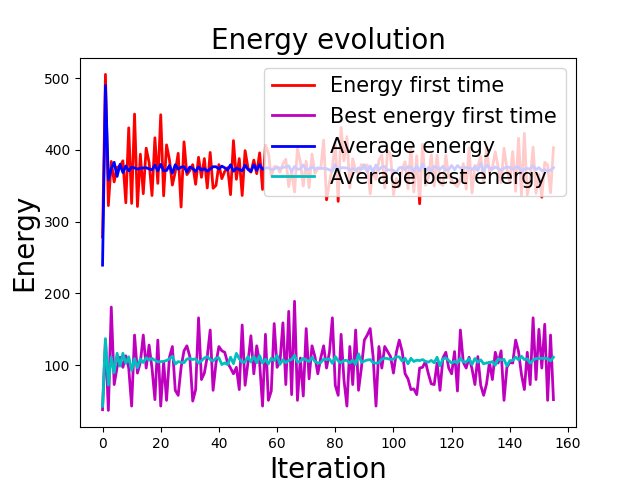 Energy evolution
Energy
500
400
300
200
100
Energy first time
Best energy first time
Average energy
Average best energy
0 20 40 60 80 100 120 140 160
Iteration